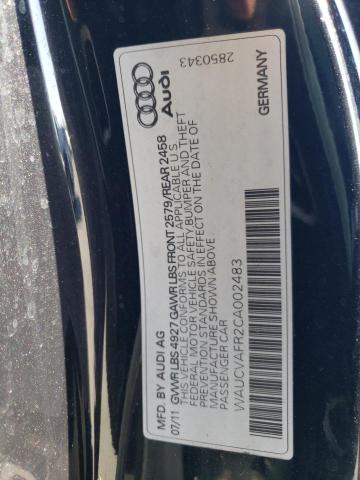 Audi
2850343
GERMANY
MFD. BY AUDI AG
07/11 GVWR LBS 4927 GAWR LBS FRONT 2579/REAR 2458
THIS VEHICLE CONFORMS TO ALL APPLICABLE U S
FEDERAL MOTOR VEHICLE SAFETY BUMPER AND THEFT
PREVENTION STANDARDS IN EFFECT ON THE DATE OF
MANUFACTURE SHOWN ABOVE
PASSENGER CAR
WAUCVAFR2CA002483